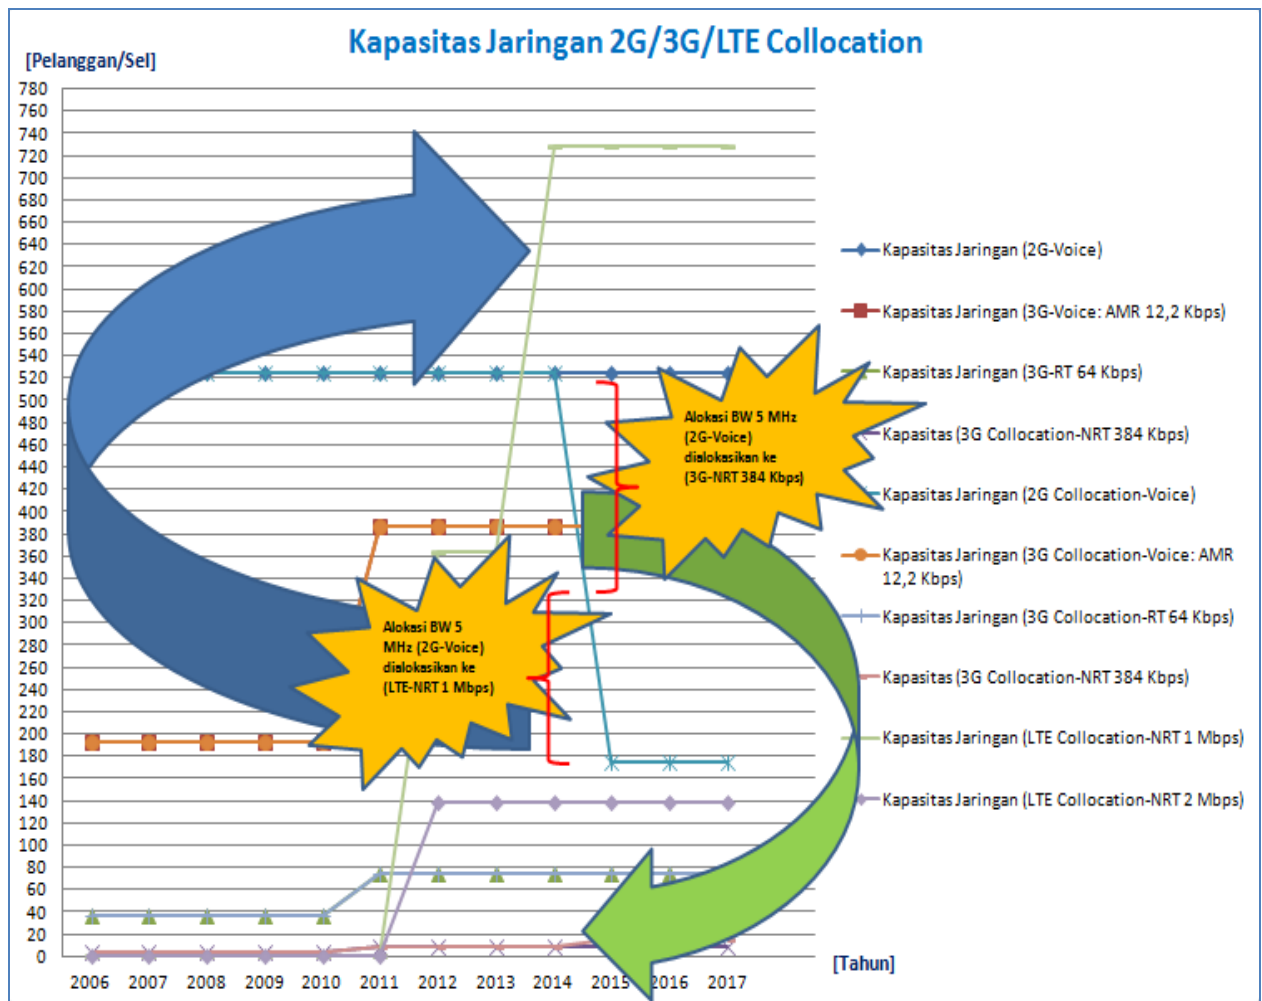 Kapasitas Jaringan 2G/3G/LTE Collocation
[Pelanggan/Sel]
780
760
740
720
700
680
660
640
620
600
580
560
540
520
500
480
460
440
420
400
380
360
340
320
300
280
260
240
220
200
180
160
140
120
100
80
60
40
20
0
2006 2007 2008 2009 2010 2011 2012 2013 2014 2015 2016 2017
[Tahun]
Alokasi BW 5 MHz
(2G-Voice)
dialokasikan ke
(3G-NRT 384 Kbps)
Alokasi BW 5
MHz (2G-Voice)
dialokasikan ke
(LTE-NRT 1 Mbps)
Kapasitas Jaringan (2G-Voice)
Kapasitas Jaringan (3G-Voice: AMR 12,2 Kbps)
Kapasitas Jaringan (3G-RT 64 Kbps)
Kapasitas (3G Collocation-NRT 384 Kbps)
Kapasitas Jaringan (2G Collocation-Voice)
Kapasitas Jaringan (3G Collocation-Voice: AMR
12,2 Kbps)
Kapasitas Jaringan (3G Collocation-RT 64 Kbps)
Kapasitas (3G Collocation-NRT 384 Kbps)
Kapasitas Jaringan (LTE Collocation-NRT 1 Mbps)
Kapasitas Jaringan (LTE Collocation-NRT 2 Mbps)